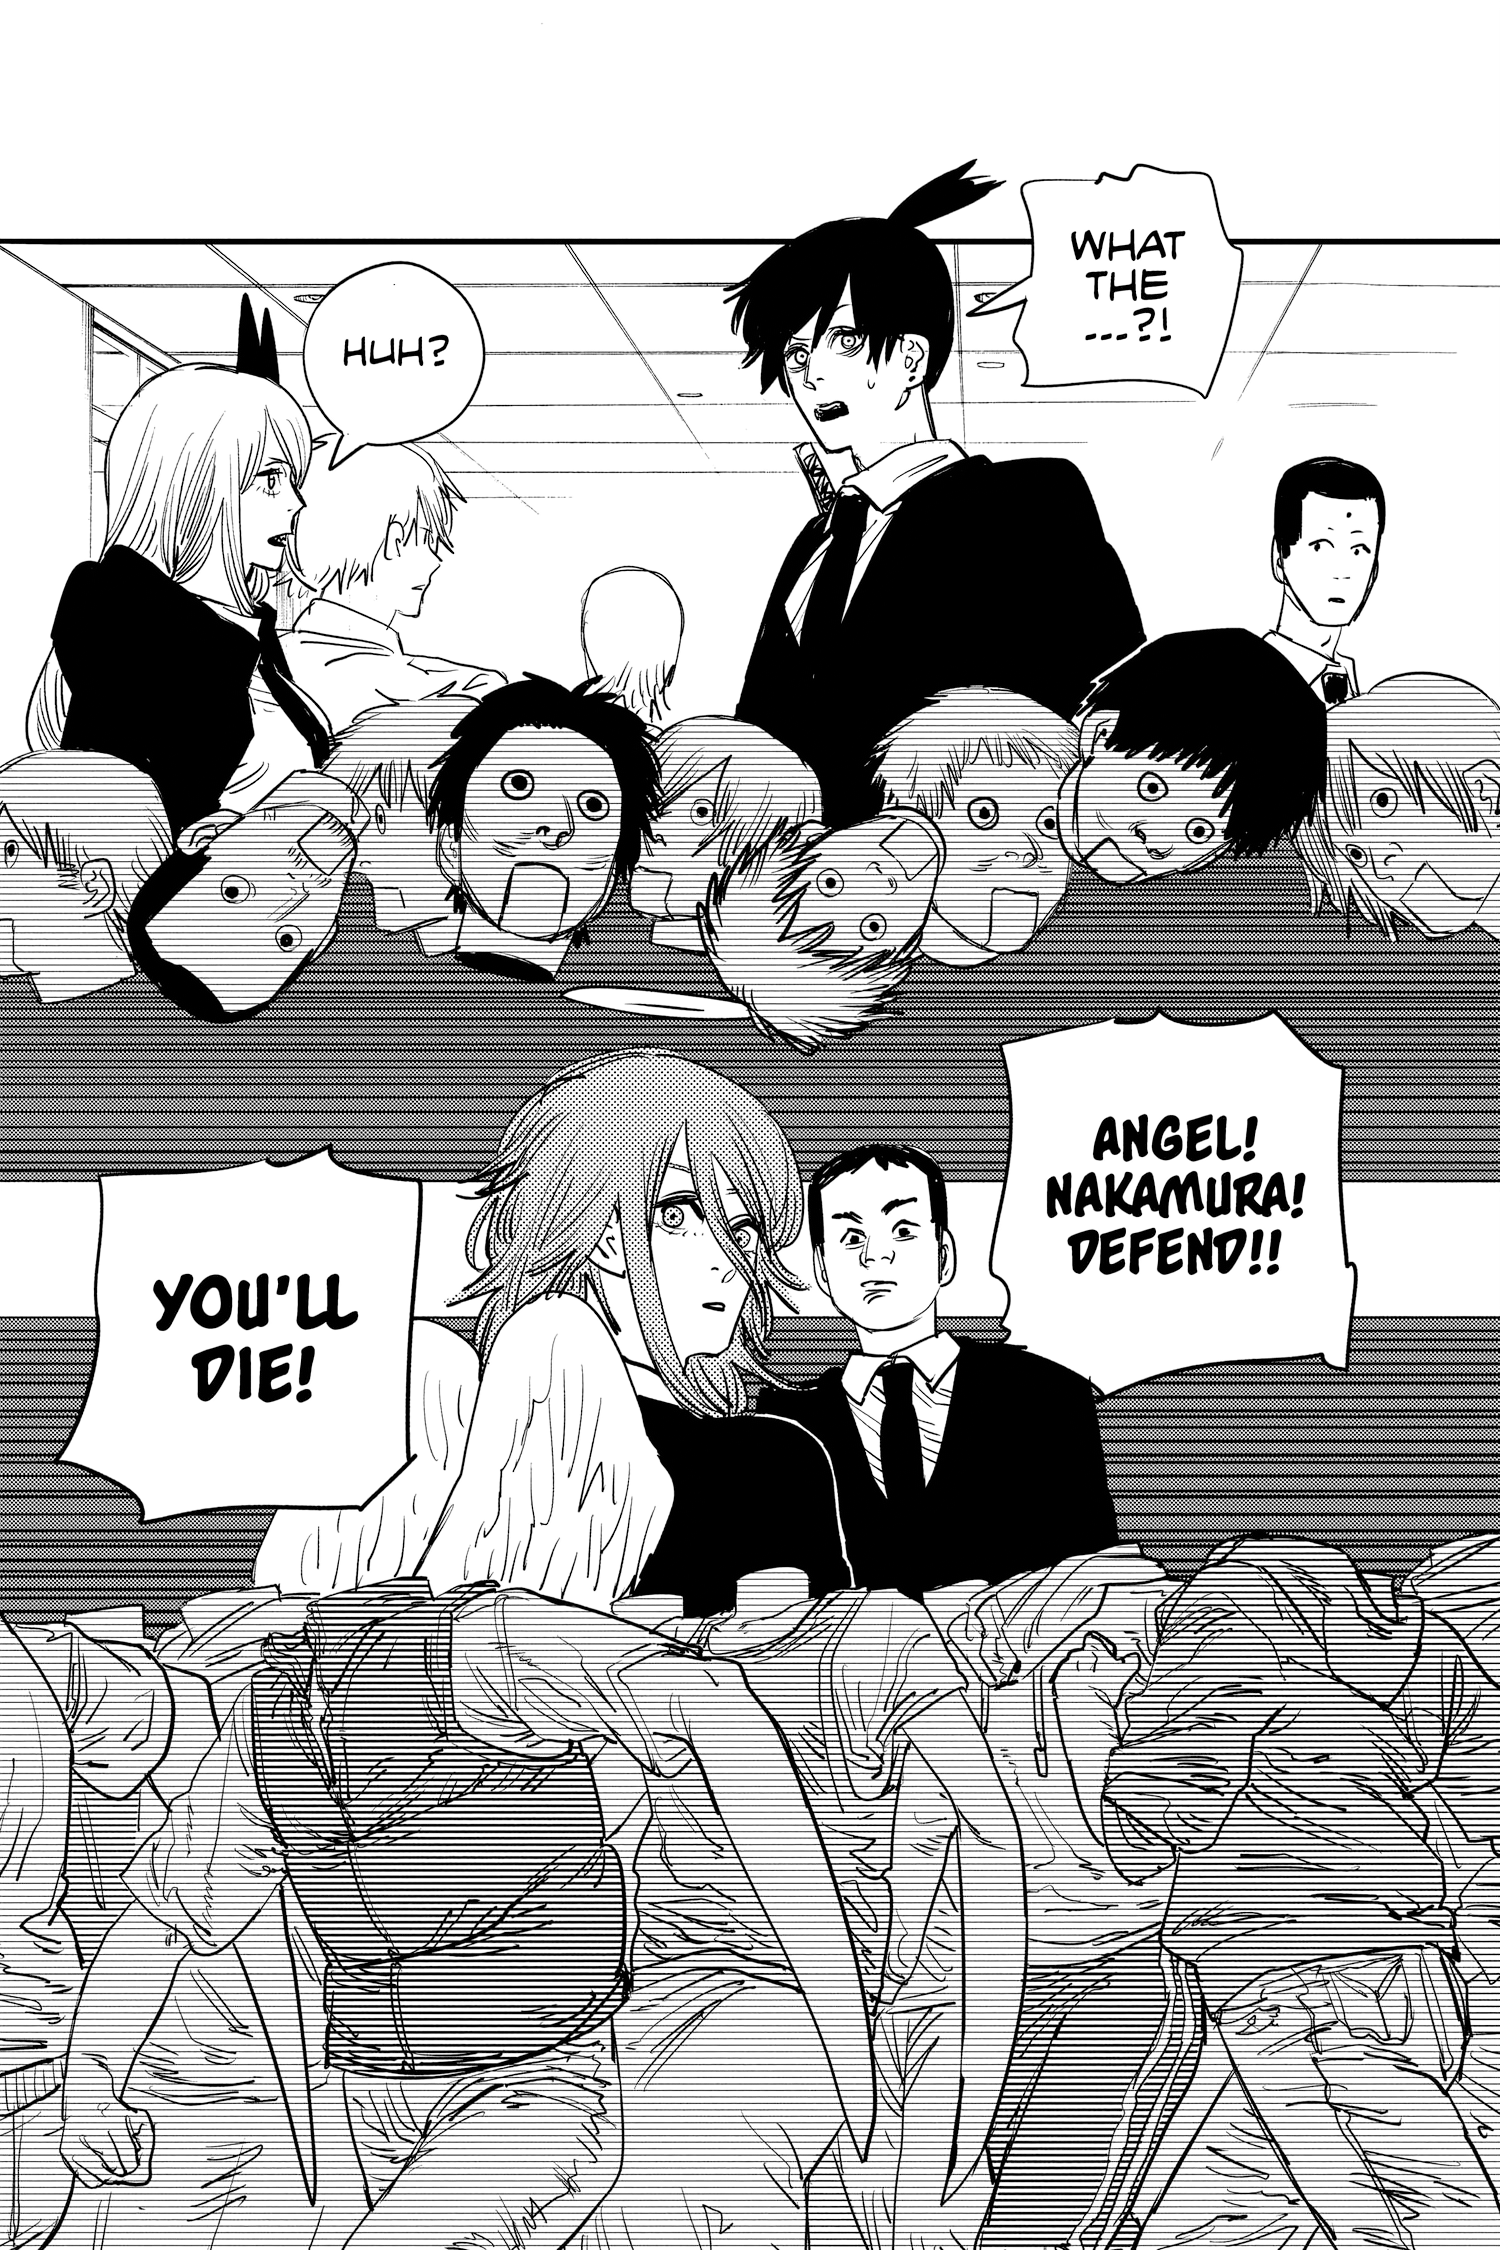 WHAT
THE
...?!
HUH?
ANGEL!
NAKAMURA!
DEFEND!!
YOU'LL
DIE!